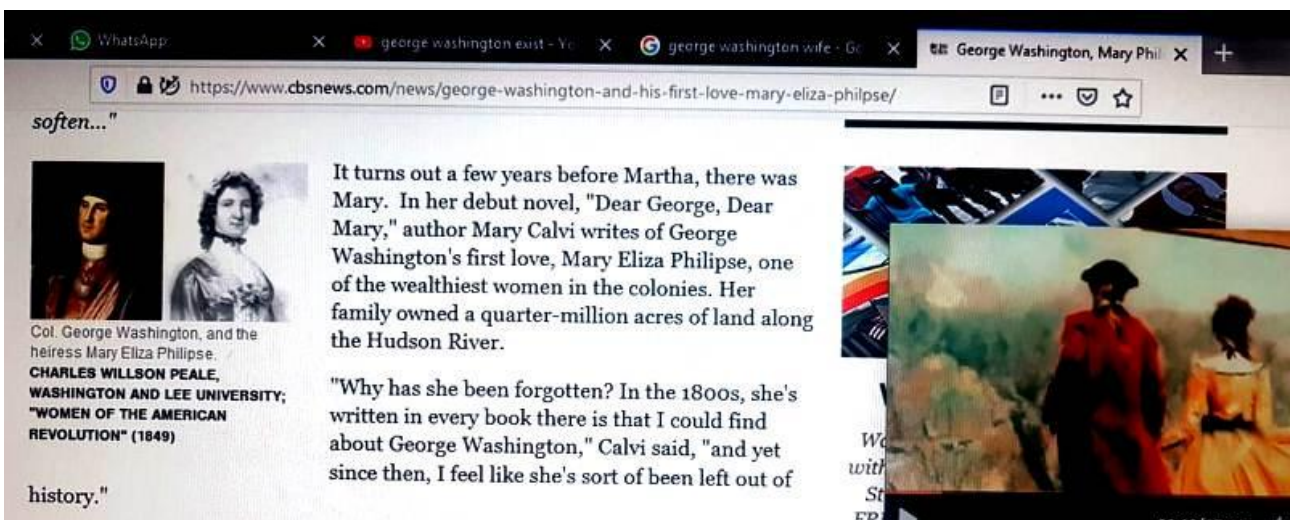 WhatsApp
george washington exist - Yo
george washington wife - Go
George Washington, Mary Phil
https://www.cbsnews.com/news/george-washington-and-his-first-love-mary-eliza-philpse/
soften..."
It turns out a few years before Martha, there was
Mary. In her debut novel, "Dear George, Dear
Mary," author Mary Calvi writes of George
Washington's first love, Mary Eliza Philipse, one
of the wealthiest women in the colonies. Her
family owned a quarter-million acres of land along
the Hudson River.
Col. George Washington, and the
heiress Mary Eliza Philipse.
CHARLES WILLSON PEALE,
WASHINGTON AND LEE UNIVERSITY;
"WOMEN OF THE AMERICAN
REVOLUTION" (1849)
"Why has she been forgotten? In the 1800s, she's
written in every book there is that I could find
about George Washington," Calvi said, "and yet
since then, I feel like she's sort of been left out of
history."
with
St